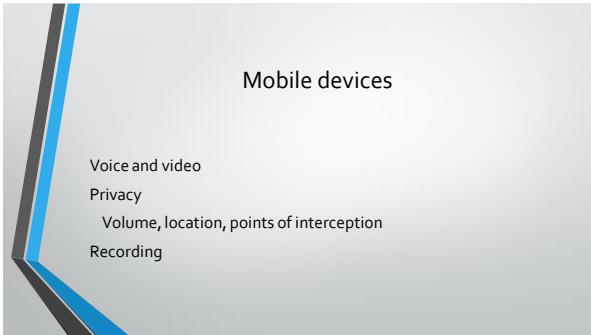 Mobile devices
Voice and video
Privacy
Volume, location, points of interception
Recording